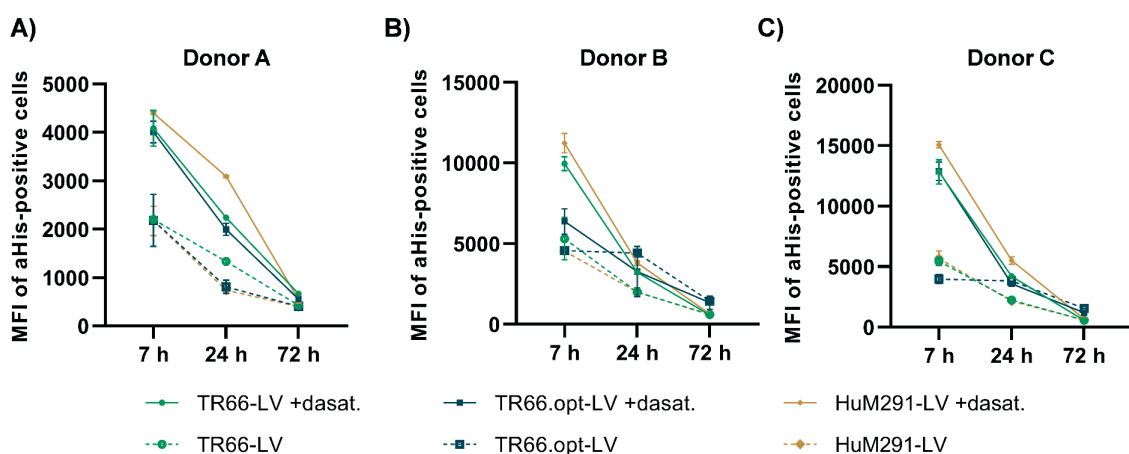 A)
Donor A
MFI of aHis-positive cells
5000
4000
3000
2000
1000
0
7 h 24 h 72 h
B)
Donor B
MFI of aHis-positive cells
15000
10000
5000
0
7 h 24 h 72 h
C)
Donor C
MFI of aHis-positive cells
20000
15000
10000
5000
0
7 h 24 h 72 h
TR66-LV +dasat. TR66.opt-LV +dasat. HuM291-LV +dasat.
TR66-LV TR66.opt-LV HuM291-LV